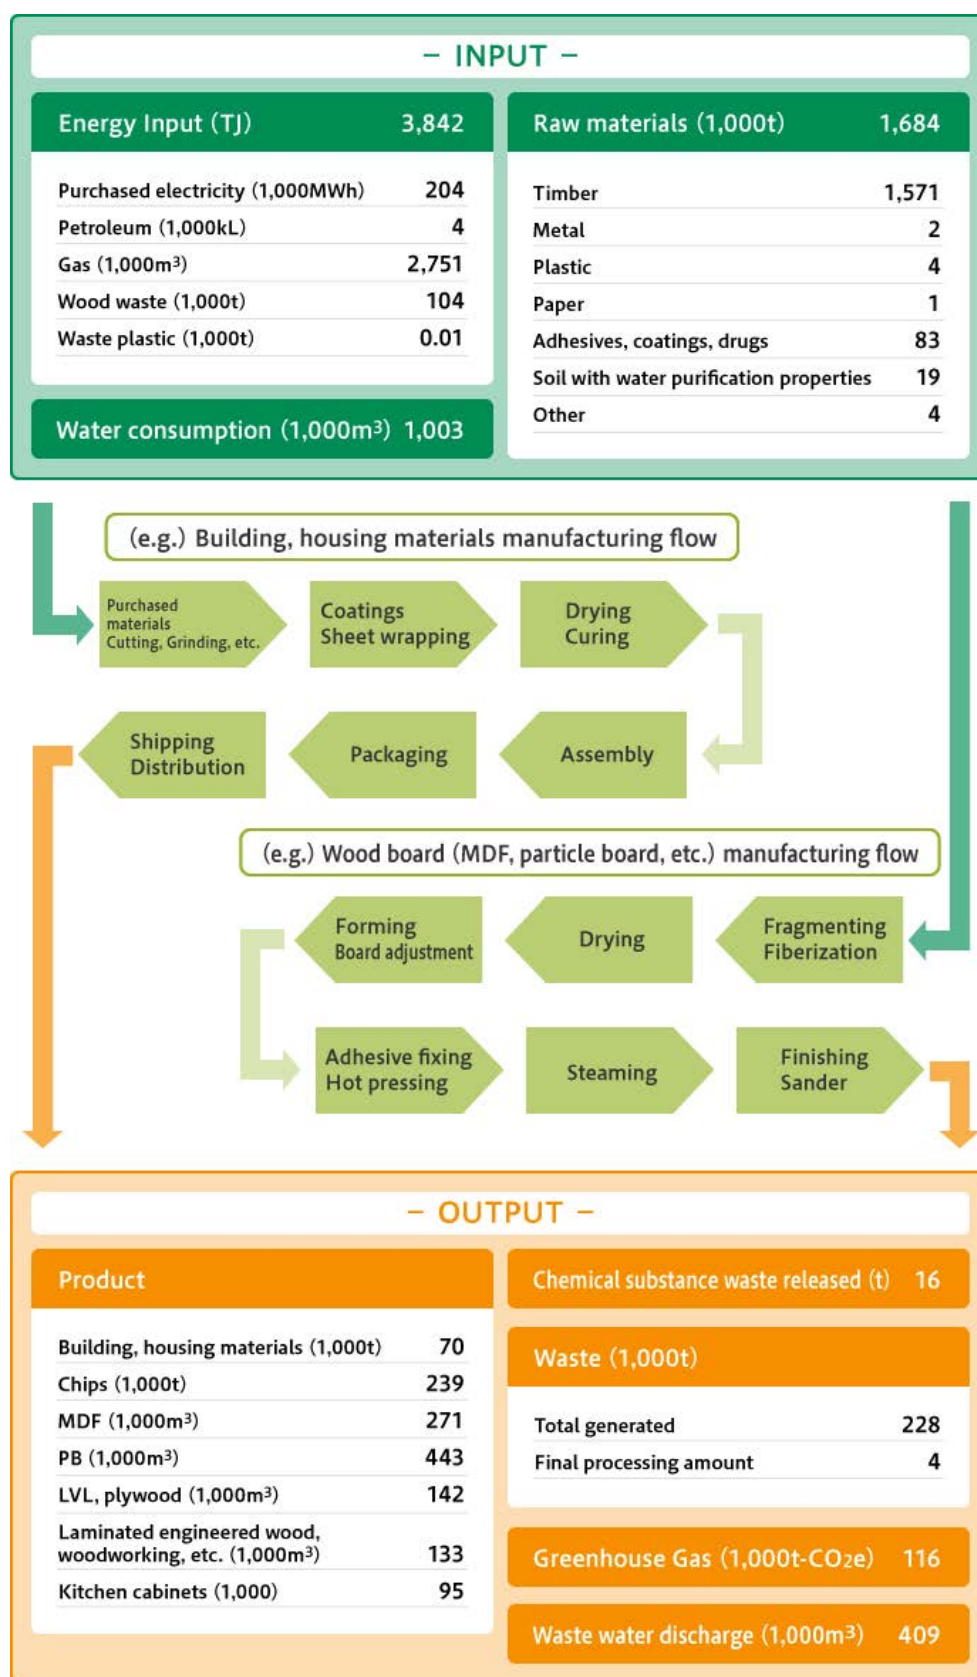 – INPUT –
Energy Input (TJ) 3,842
Purchased electricity (1,000MWh) 204
Petroleum (1,000kL) 4
Gas (1,000m³) 2,751
Wood waste (1,000t) 104
Waste plastic (1,000t) 0.01
Water consumption (1,000m³) 1,003
Raw materials (1,000t) 1,684
Timber 1,571
Metal 2
Plastic 4
Paper 1
Adhesives, coatings, drugs 83
Soil with water purification properties 19
Other 4
(e.g.) Building, housing materials manufacturing flow
Purchased
materials
Cutting, Grinding, etc.
Coatings
Sheet wrapping
Drying
Curing
Assembly
Packaging
Shipping
Distribution
(e.g.) Wood board (MDF, particle board, etc.) manufacturing flow
Fragmenting
Fiberization
Drying
Forming
Board adjustment
Adhesive fixing
Hot pressing
Steaming
Finishing
Sander
– OUTPUT –
Product
Building, housing materials (1,000t) 70
Chips (1,000t) 239
MDF (1,000m³) 271
PB (1,000m³) 443
LVL, plywood (1,000m³) 142
Laminated engineered wood,
woodworking, etc. (1,000m³) 133
Kitchen cabinets (1,000) 95
Chemical substance waste released (t) 16
Waste (1,000t)
Total generated 228
Final processing amount 4
Greenhouse Gas (1,000t-CO₂e) 116
Waste water discharge (1,000m³) 409